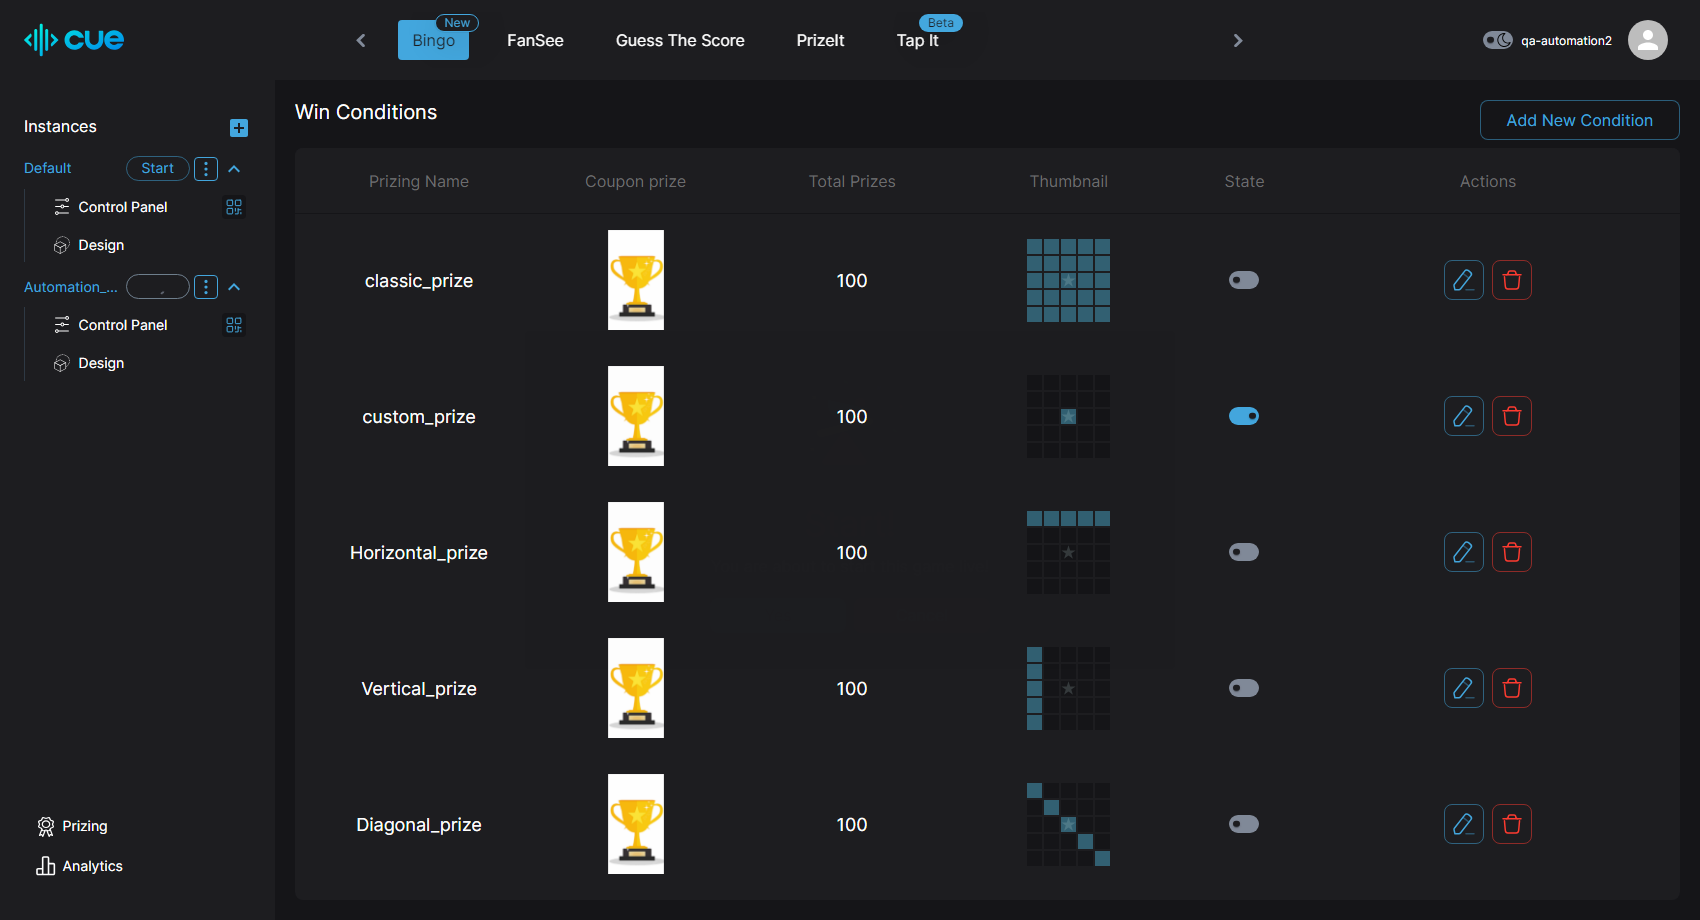 cue
Bingo
New
FanSee
Guess The Score
PrizeIt
Tap It
Beta
qa-automation2
Instances
Default
Start
Control Panel
Design
Automation_...
Control Panel
Design
Prizing
Analytics
Win Conditions
Add New Condition
Prizing Name Coupon prize Total Prizes Thumbnail State Actions
classic_prize 100
custom_prize 100
Horizontal_prize 100
Vertical_prize 100
Diagonal_prize 100